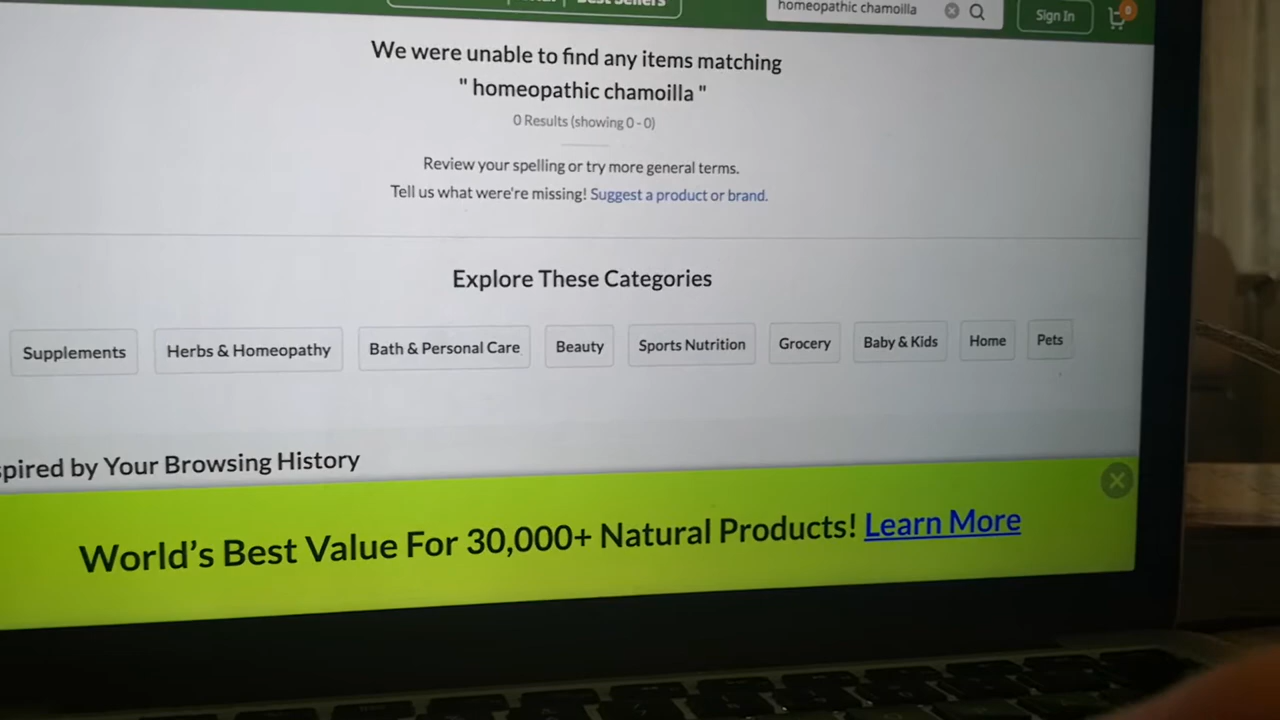 Best Sellers
homeopathic chamoilla
Sign In
0
We were unable to find any items matching
" homeopathic chamoilla "
0 Results (showing 0 - 0)
Review your spelling or try more general terms.
Tell us what were're missing! Suggest a product or brand.
Explore These Categories
Supplements
Herbs & Homeopathy
Bath & Personal Care
Beauty
Sports Nutrition
Grocery
Baby & Kids
Home
Pets
spired by Your Browsing History
World's Best Value For 30,000+ Natural Products! Learn More